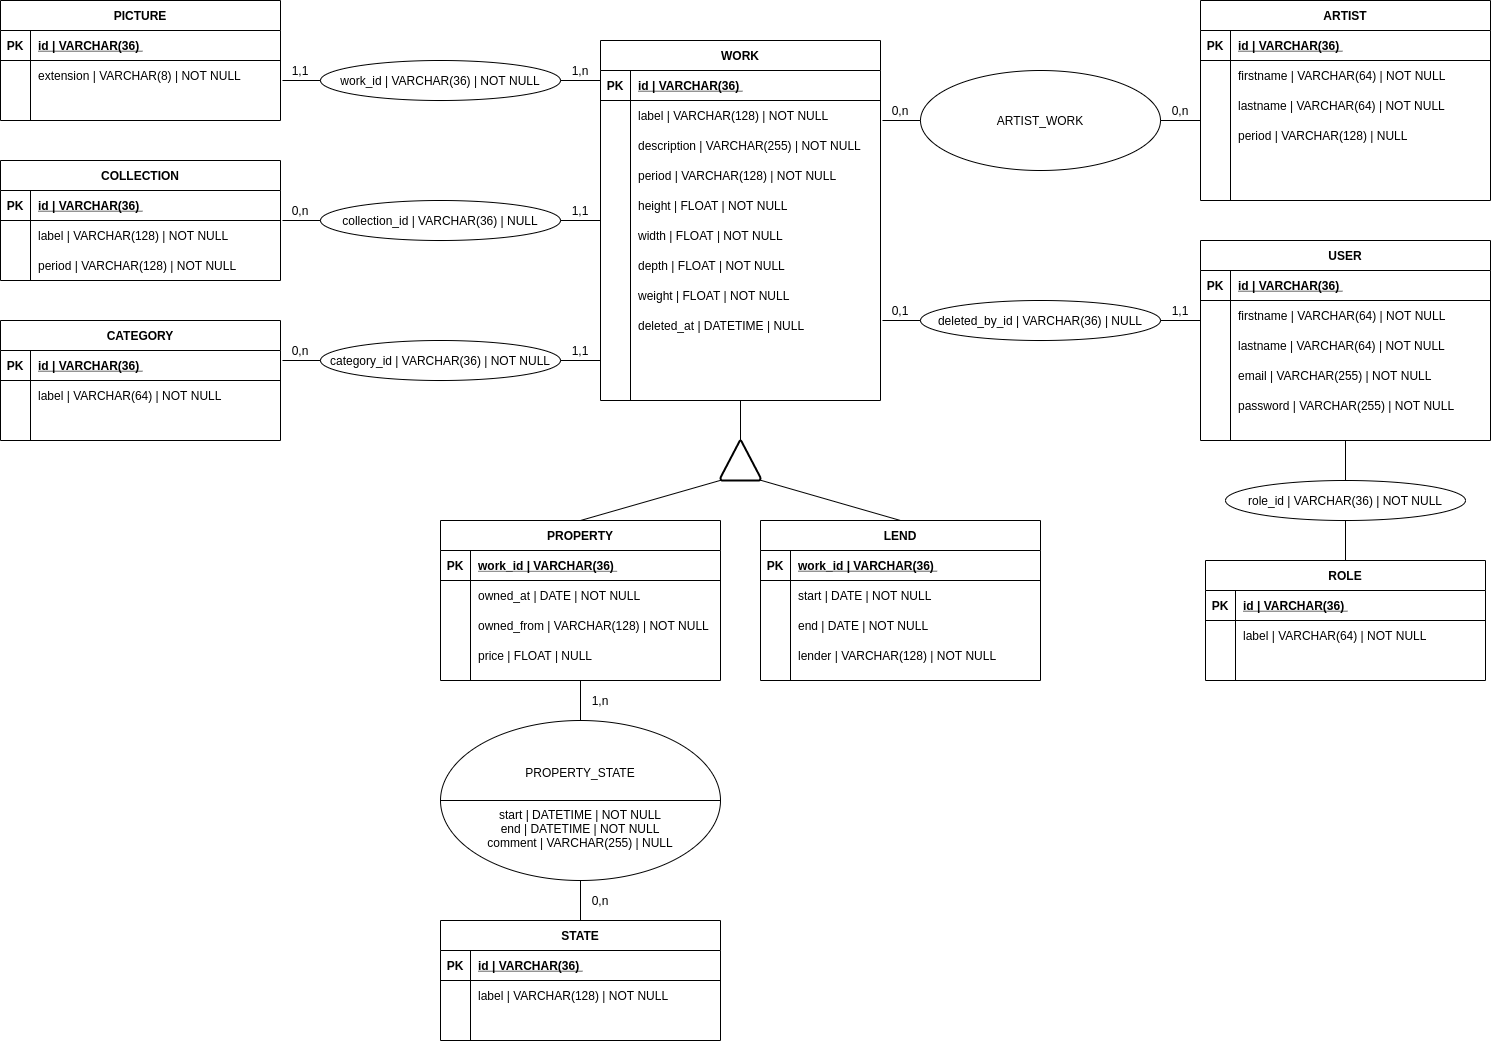 PICTURE
PK id | VARCHAR(36)
extension | VARCHAR(8) | NOT NULL
1,1
work_id | VARCHAR(36) | NOT NULL
1,n
COLLECTION
PK id | VARCHAR(36)
label | VARCHAR(128) | NOT NULL
period | VARCHAR(128) | NOT NULL
0,n
collection_id | VARCHAR(36) | NULL
1,1
CATEGORY
PK id | VARCHAR(36)
label | VARCHAR(64) | NOT NULL
0,n
category_id | VARCHAR(36) | NOT NULL
1,1
WORK
PK id | VARCHAR(36)
label | VARCHAR(128) | NOT NULL
description | VARCHAR(255) | NOT NULL
period | VARCHAR(128) | NOT NULL
height | FLOAT | NOT NULL
width | FLOAT | NOT NULL
depth | FLOAT | NOT NULL
weight | FLOAT | NOT NULL
deleted_at | DATETIME | NULL
0,n
ARTIST_WORK
0,n
ARTIST
PK id | VARCHAR(36)
firstname | VARCHAR(64) | NOT NULL
lastname | VARCHAR(64) | NOT NULL
period | VARCHAR(128) | NULL
0,1
deleted_by_id | VARCHAR(36) | NULL
1,1
USER
PK id | VARCHAR(36)
firstname | VARCHAR(64) | NOT NULL
lastname | VARCHAR(64) | NOT NULL
email | VARCHAR(255) | NOT NULL
password | VARCHAR(255) | NOT NULL
role_id | VARCHAR(36) | NOT NULL
ROLE
PK id | VARCHAR(36)
label | VARCHAR(64) | NOT NULL
PROPERTY
PK work_id | VARCHAR(36)
owned_at | DATE | NOT NULL
owned_from | VARCHAR(128) | NOT NULL
price | FLOAT | NULL
LEND
PK work_id | VARCHAR(36)
start | DATE | NOT NULL
end | DATE | NOT NULL
lender | VARCHAR(128) | NOT NULL
1,n
PROPERTY_STATE
start | DATETIME | NOT NULL
end | DATETIME | NOT NULL
comment | VARCHAR(255) | NULL
0,n
STATE
PK id | VARCHAR(36)
label | VARCHAR(128) | NOT NULL